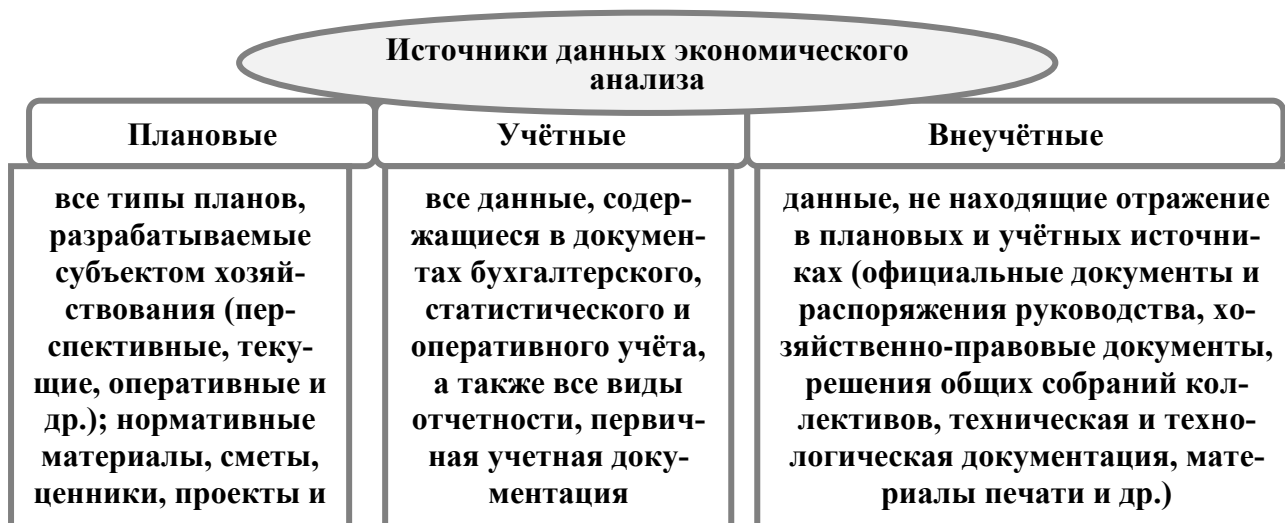 Источники данных экономического
анализа
Плановые
Учётные
Внеучётные
все типы планов,
разрабатываемые
субъектом хозяй-
ствования (пер-
спективные, теку-
щие, оперативные и
др.); нормативные
материалы, сметы,
ценники, проекты и
все данные, содер-
жащиеся в докумен-
тах бухгалтерского,
статистического и
оперативного учёта,
а также все виды
отчетности, первич-
ная учетная доку-
ментация
данные, не находящие отражение
в плановых и учётных источни-
ках (официальные документы и
распоряжения руководства, хо-
зяйственно-правовые документы,
решения общих собраний кол-
лективов, техническая и техно-
логическая документация, мате-
риалы печати и др.)